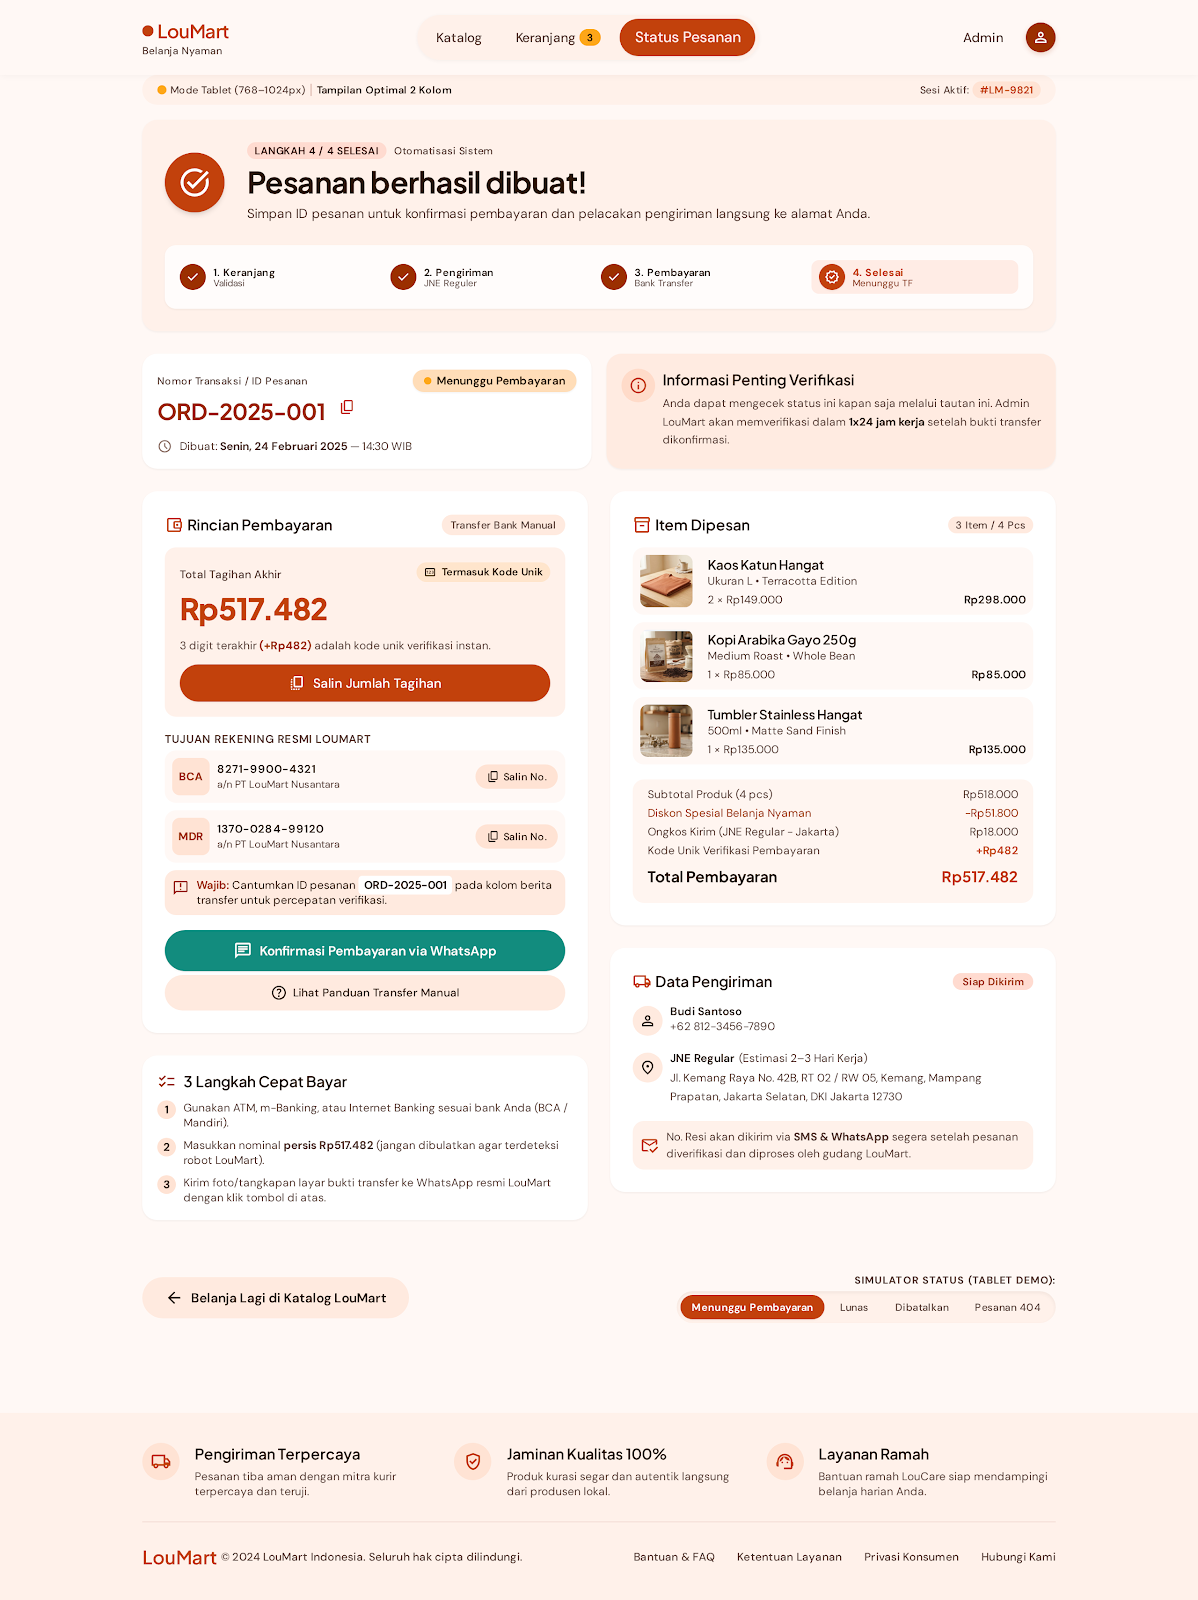 LouMart
Belanja Nyaman
Katalog
Keranjang 3
Status Pesanan
Admin
Mode Tablet (768–1024px) | Tampilan Optimal 2 Kolom
Sesi Aktif: #LM-9821
LANGKAH 4 / 4 SELESAI Otomatisasi Sistem
Pesanan berhasil dibuat!
Simpan ID pesanan untuk konfirmasi pembayaran dan pelacakan pengiriman langsung ke alamat Anda.
1. Keranjang
Validasi
2. Pengiriman
JNE Reguler
3. Pembayaran
Bank Transfer
4. Selesai
Menunggu TF
Nomor Transaksi / ID Pesanan
Menunggu Pembayaran
ORD-2025-001
Dibuat: Senin, 24 Februari 2025 — 14:30 WIB
Informasi Penting Verifikasi
Anda dapat mengecek status ini kapan saja melalui tautan ini. Admin
LouMart akan memverifikasi dalam 1x24 jam kerja setelah bukti transfer
dikonfirmasi.
Rincian Pembayaran
Transfer Bank Manual
Total Tagihan Akhir
Termasuk Kode Unik
Rp517.482
3 digit terakhir (+Rp482) adalah kode unik verifikasi instan.
Salin Jumlah Tagihan
TUJUAN REKENING RESMI LOUMART
BCA
8271-9900-4321
a/n PT LouMart Nusantara
Salin No.
MDR
1370-0284-99120
a/n PT LouMart Nusantara
Salin No.
Wajib: Cantumkan ID pesanan ORD-2025-001 pada kolom berita
transfer untuk percepatan verifikasi.
Konfirmasi Pembayaran via WhatsApp
Lihat Panduan Transfer Manual
3 Langkah Cepat Bayar
1 Gunakan ATM, m-Banking, atau Internet Banking sesuai bank Anda (BCA /
Mandiri).
2 Masukkan nominal persis Rp517.482 (jangan dibulatkan agar terdeteksi
robot LouMart).
3 Kirim foto/tangkapan layar bukti transfer ke WhatsApp resmi LouMart
dengan klik tombol di atas.
Item Dipesan
3 Item / 4 Pcs
Kaos Katun Hangat
Ukuran L • Terracotta Edition
2 × Rp149.000 Rp298.000
Kopi Arabika Gayo 250g
Medium Roast • Whole Bean
1 × Rp85.000 Rp85.000
Tumbler Stainless Hangat
500ml • Matte Sand Finish
1 × Rp135.000 Rp135.000
Subtotal Produk (4 pcs) Rp518.000
Diskon Spesial Belanja Nyaman -Rp51.800
Ongkos Kirim (JNE Regular - Jakarta) Rp18.000
Kode Unik Verifikasi Pembayaran +Rp482
Total Pembayaran Rp517.482
Data Pengiriman
Siap Dikirim
Budi Santoso
+62 812-3456-7890
JNE Regular (Estimasi 2–3 Hari Kerja)
Jl. Kemang Raya No. 42B, RT 02 / RW 05, Kemang, Mampang
Prapatan, Jakarta Selatan, DKI Jakarta 12730
No. Resi akan dikirim via SMS & WhatsApp segera setelah pesanan
diverifikasi dan diproses oleh gudang LouMart.
Belanja Lagi di Katalog LouMart
SIMULATOR STATUS (TABLET DEMO):
Menunggu Pembayaran
Lunas
Dibatalkan
Pesanan 404
Pengiriman Terpercaya
Pesanan tiba aman dengan mitra kurir
terpercaya dan teruji.
Jaminan Kualitas 100%
Produk kurasi segar dan autentik langsung
dari produsen lokal.
Layanan Ramah
Bantuan ramah LouCare siap mendampingi
belanja harian Anda.
LouMart © 2024 LouMart Indonesia. Seluruh hak cipta dilindungi.
Bantuan & FAQ
Ketentuan Layanan
Privasi Konsumen
Hubungi Kami